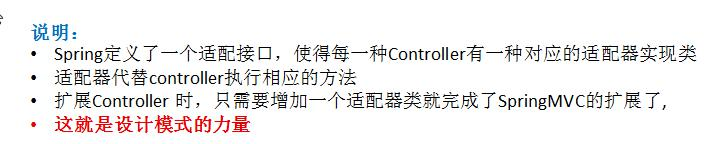 说明：
• Spring定义了一个适配接口，使得每一种Controller有一种对应的适配器实现类
• 适配器代替controller执行相应的方法
• 扩展Controller 时，只需要增加一个适配器类就完成了SpringMVC的扩展了,
• 这就是设计模式的力量